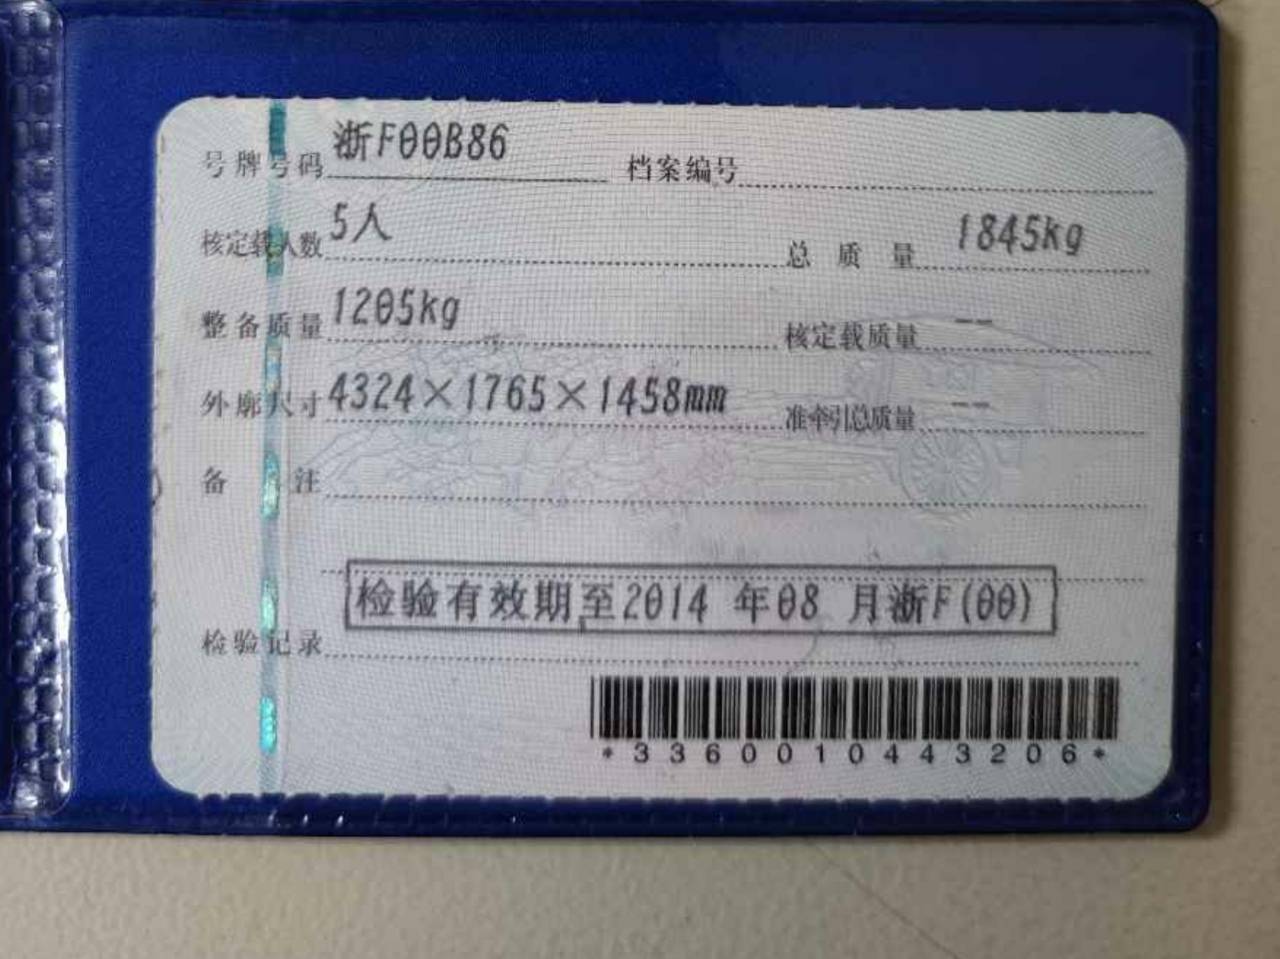 号牌号码 浙F00B86 档案编号
核定载人数 5人 总质量 1845kg
整备质量 1205kg 核定载质量 --
外廓尺寸 4324×1765×1458mm 准牵引总质量 --
备注
检验有效期至2014 年08 月浙F(00)
检验记录
*3360010443206*